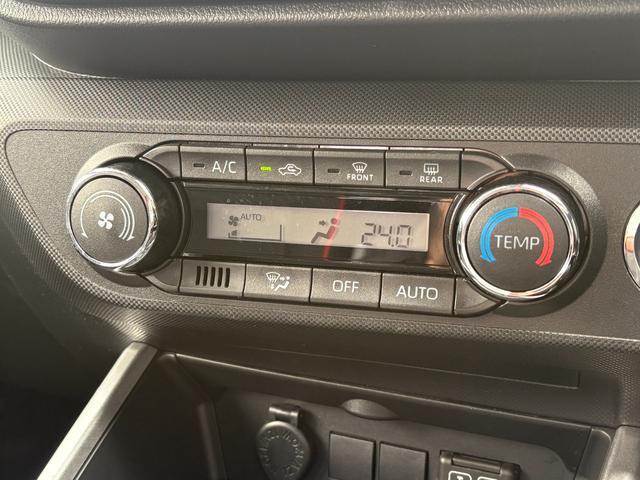 A/C
FRONT
REAR
AUTO
24.0
TEMP
OFF
AUTO